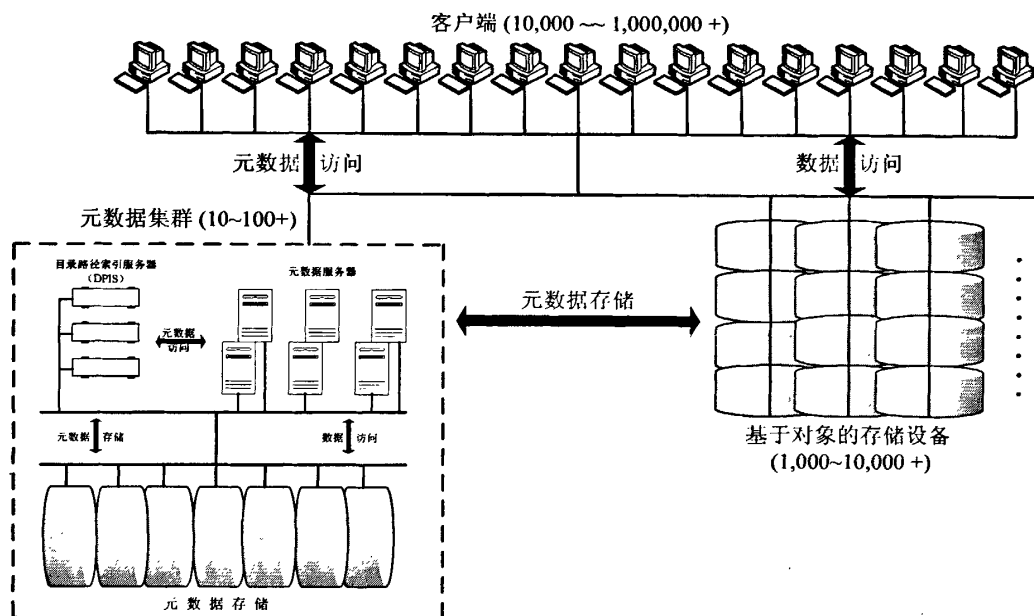 客户端 (10,000 ~~ 1,000,000 +)
元数据 访问
数据 访问
元数据集群 (10~100+)
目录路径索引服务器
(DPIS)
元数据服务器
元数据
访问
元数据存储
元数据 存储
数据 访问
基于对象的存储设备
(1,000~10,000 +)
元 数 据 存 储